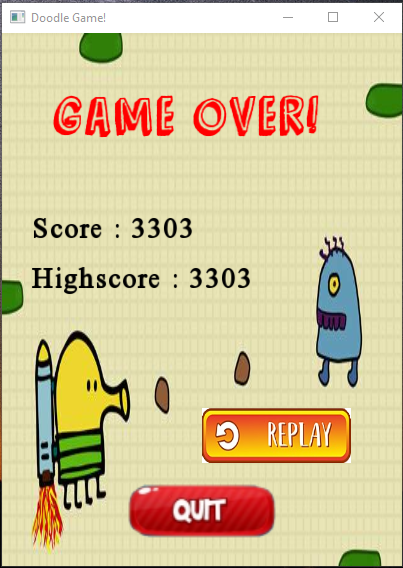 Doodle Game!
GAME OVER!
Score : 3303
Highscore : 3303
REPLAY
QUIT